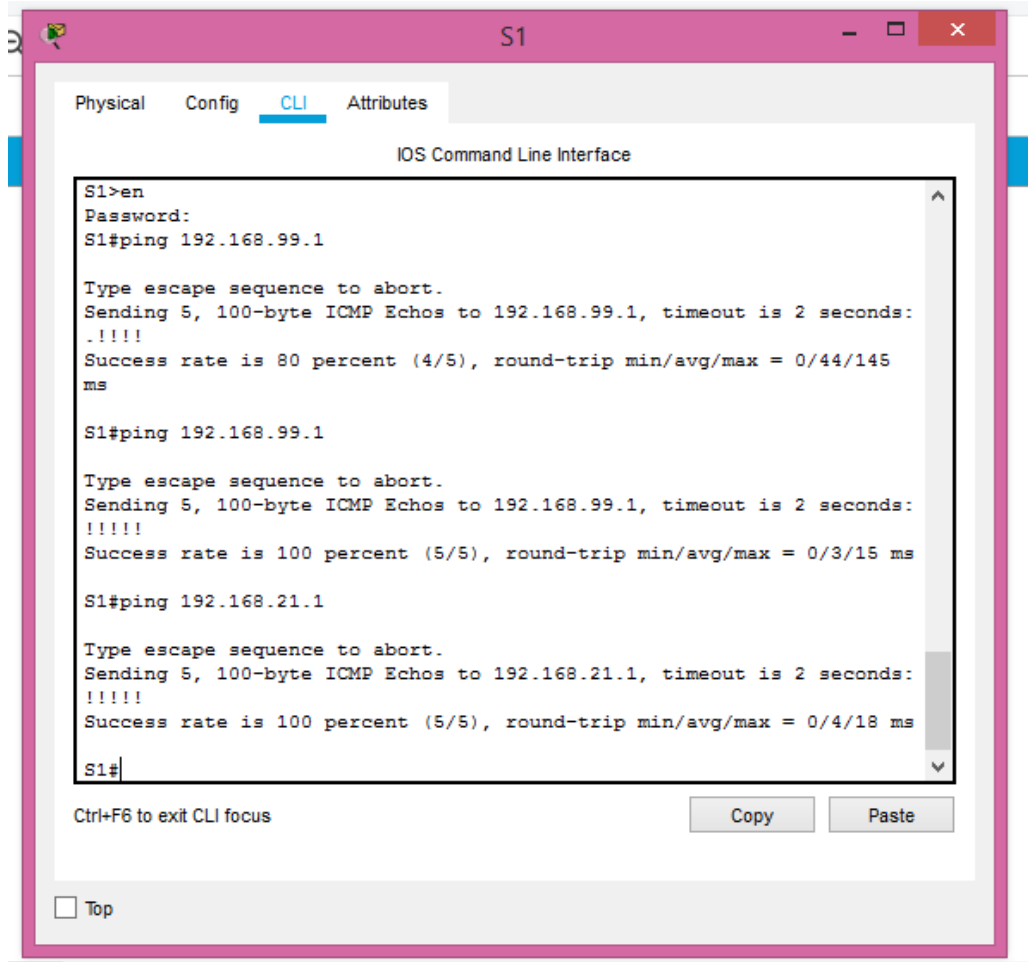 S1
Physical Config CLI Attributes
IOS Command Line Interface
S1>en
Password:
S1#ping 192.168.99.1
Type escape sequence to abort.
Sending 5, 100-byte ICMP Echos to 192.168.99.1, timeout is 2 seconds:
.!!!!
Success rate is 80 percent (4/5), round-trip min/avg/max = 0/44/145
ms
S1#ping 192.168.99.1
Type escape sequence to abort.
Sending 5, 100-byte ICMP Echos to 192.168.99.1, timeout is 2 seconds:
!!!!!
Success rate is 100 percent (5/5), round-trip min/avg/max = 0/3/15 ms
S1#ping 192.168.21.1
Type escape sequence to abort.
Sending 5, 100-byte ICMP Echos to 192.168.21.1, timeout is 2 seconds:
!!!!!
Success rate is 100 percent (5/5), round-trip min/avg/max = 0/4/18 ms
S1#
Ctrl+F6 to exit CLI focus Copy Paste
Top